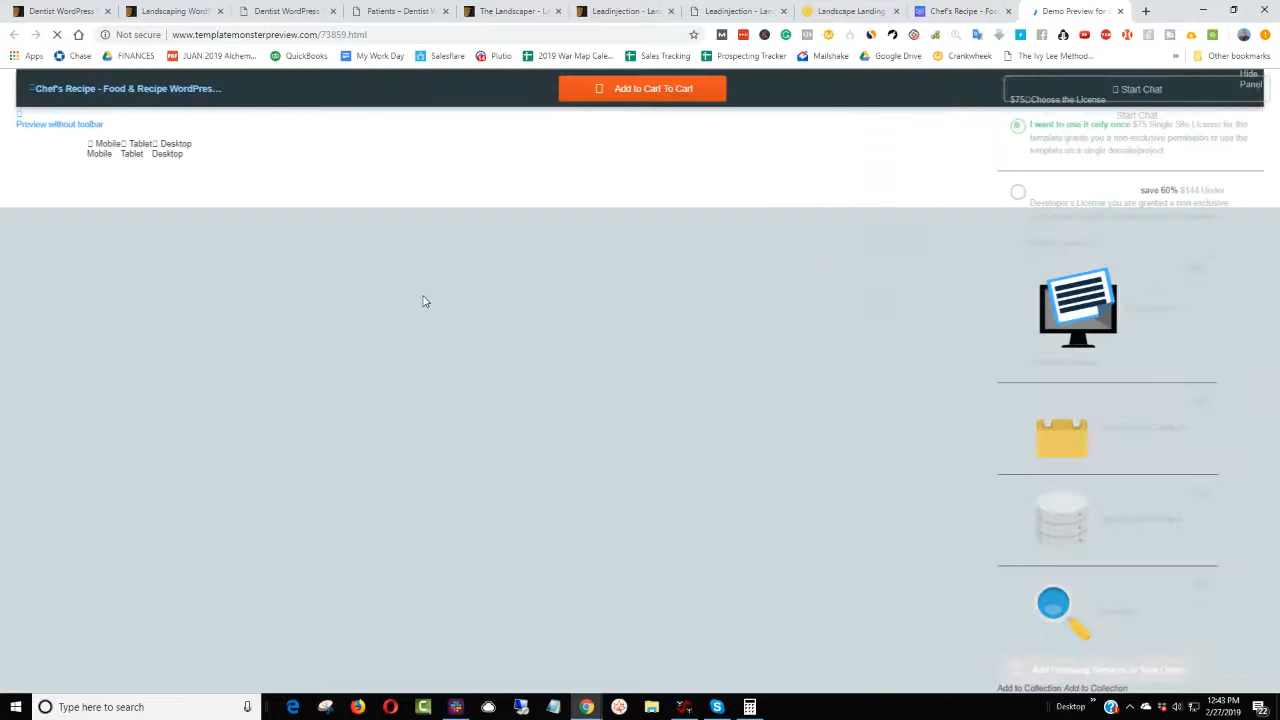 Dentist WordPress
Landscaping WordP
Dentist WordPress
Patients – Dentist W
The Landscaper - L
Leadinjection - Lan
Leadinjection - Lan
Landscape Landing
Chef's Recipe - Foo
Demo Preview for
Not secure
www.templatemonsterpreview.com/73859.html
Apps
Chase
FINANCES
JUAN 2019 Alchem...
QuickBooks
My Work Day
Salesflare
Plutio
2019 War Map Cale...
Sales Tracking
Prospecting Tracker
Mailshake
Google Drive
Crankwheek
The Ivy Lee Method...
»
Other bookmarks
Chef's Recipe - Food & Recipe WordPres...
Add to Cart To Cart
Start Chat
Hide Panel
$75 Choose the License
Start Chat
Preview without toolbar
I want to use it only once $75 Single Site License for the
template grants you a non-exclusive permission to use the
template on a single domain/project
Mobile Tablet Desktop
Mobile Tablet Desktop
save 60% $144 Under
Developer's License you are granted a non-exclusive
Add to Collection Add to Collection
Type here to search
Desktop
»
12:43 PM
2/27/2019
22